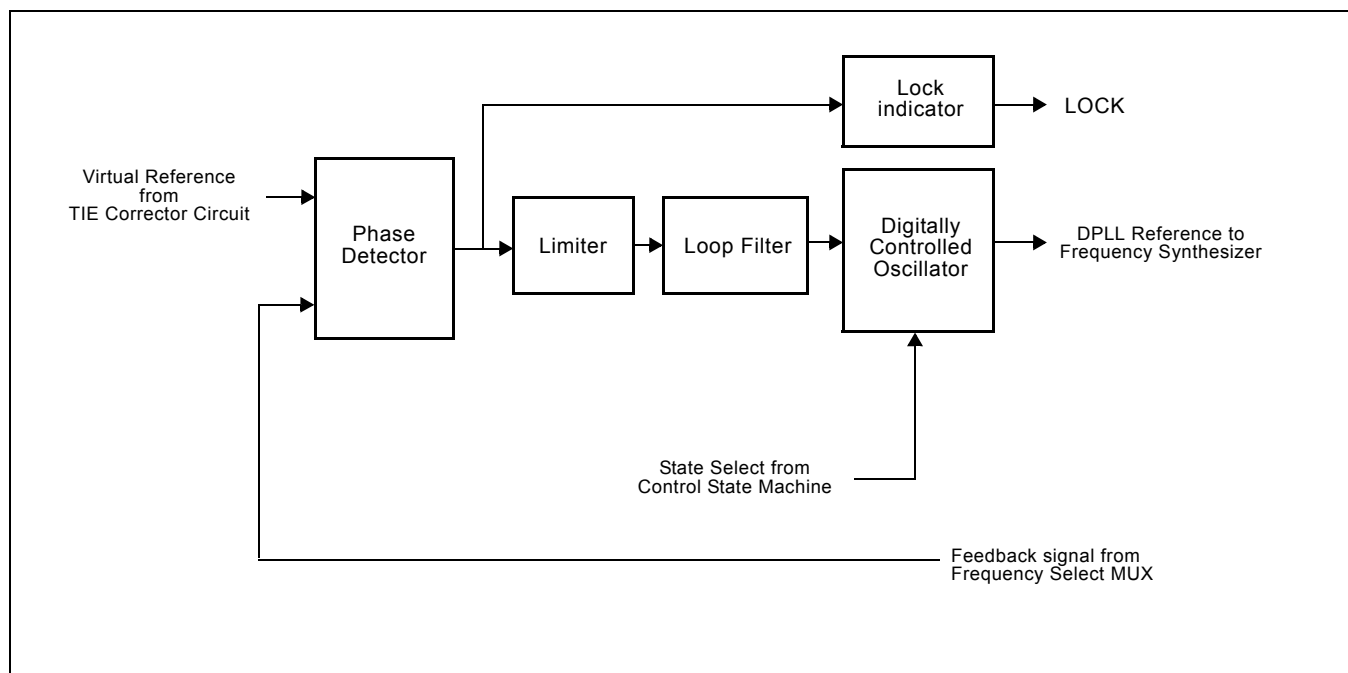 Lock
indicator
LOCK
Virtual Reference
from
TIE Corrector Circuit
Phase
Detector
Limiter
Loop Filter
Digitally
Controlled
Oscillator
DPLL Reference to
Frequency Synthesizer
State Select from
Control State Machine
Feedback signal from
Frequency Select MUX